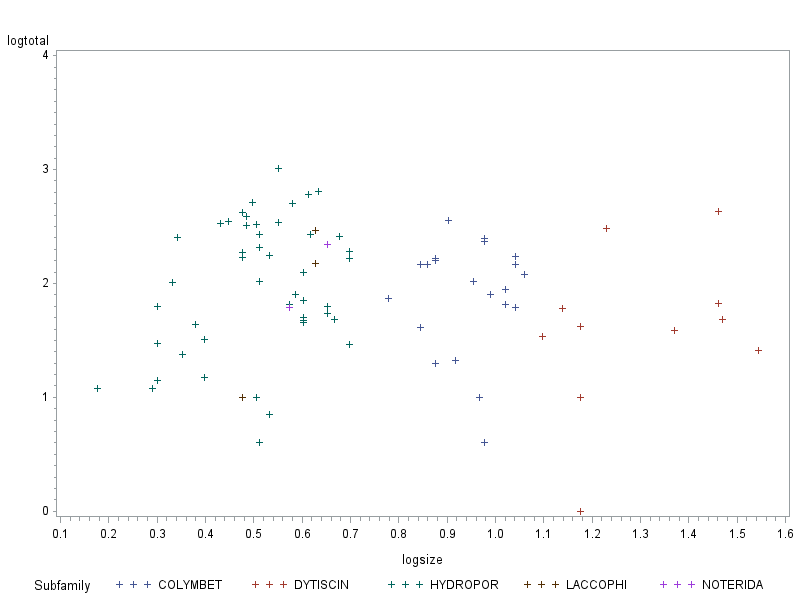 logtotal
4
3
2
1
0
0.1 0.2 0.3 0.4 0.5 0.6 0.7 0.8 0.9 1.0 1.1 1.2 1.3 1.4 1.5 1.6
logsize
Subfamily COLYMBET DYTISCIN HYDROPOR LACCOPHI NOTERIDA